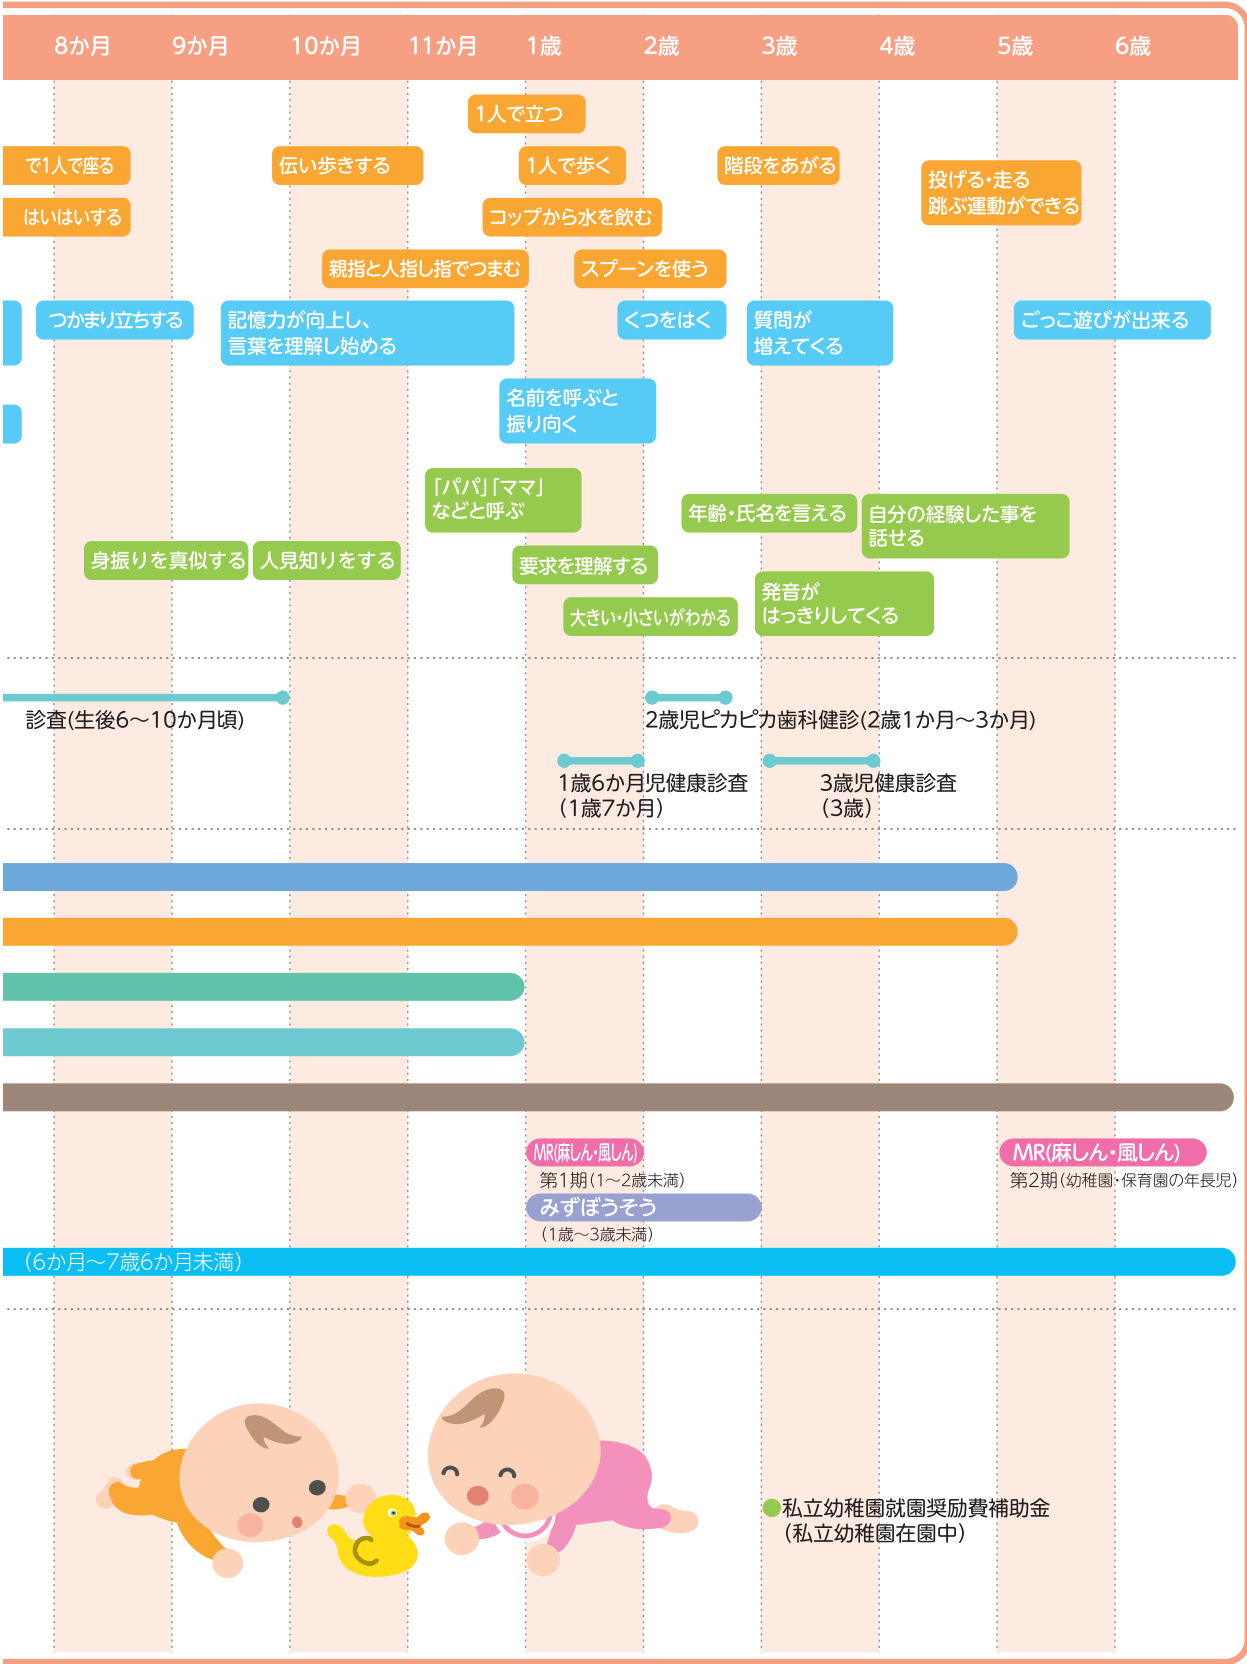 8か月 9か月 10か月 11か月 1歳 2歳 3歳 4歳 5歳 6歳
1人で立つ
で1人で座る
伝い歩きする
1人で歩く
階段をあがる
投げる・走る
跳ぶ運動ができる
はいはいする
コップから水を飲む
親指と人指し指でつまむ
スプーンを使う
つかまり立ちする
記憶力が向上し、
言葉を理解し始める
くつをはく
質問が
増えてくる
ごっこ遊びが出来る
名前を呼ぶと
振り向く
「パパ」「ママ」
などと呼ぶ
年齢・氏名を言える
自分の経験した事を
話せる
身振りを真似する
人見知りをする
要求を理解する
発音が
はっきりしてくる
大きい・小さいがわかる
診査(生後6〜10か月頃)
2歳児ピカピカ歯科健診(2歳1か月〜3か月)
1歳6か月児健康診査
(1歳7か月)
3歳児健康診査
(3歳)
MR(麻しん・風しん)
第1期(1〜2歳未満)
MR(麻しん・風しん)
第2期(幼稚園・保育園の年長児)
みずぼうそう
(1歳〜3歳未満)
(6か月〜7歳6か月未満)
●私立幼稚園就園奨励費補助金
(私立幼稚園在園中)